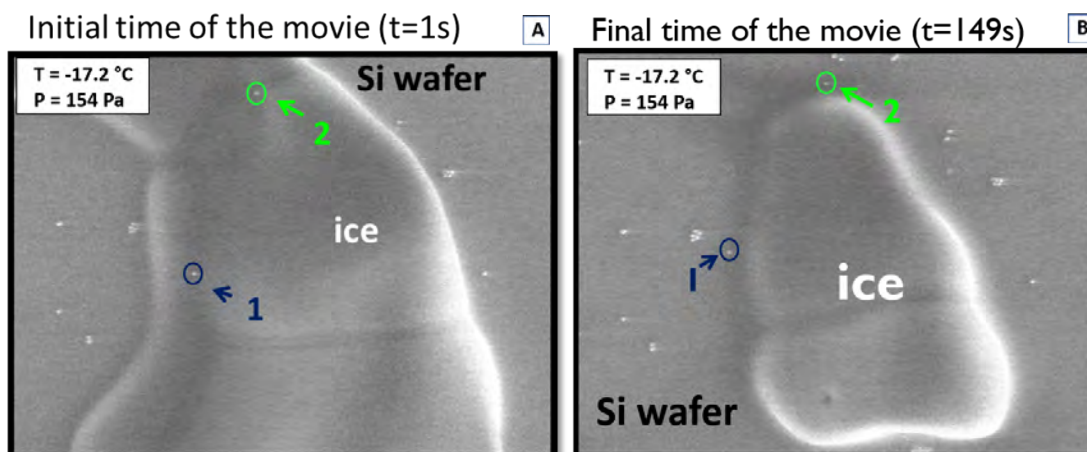 Initial time of the movie (t=1s)
A
T = -17.2 °C
P = 154 Pa
Si wafer
2
ice
1
Final time of the movie (t=149s)
B
T = -17.2 °C
P = 154 Pa
2
I
ice
Si wafer